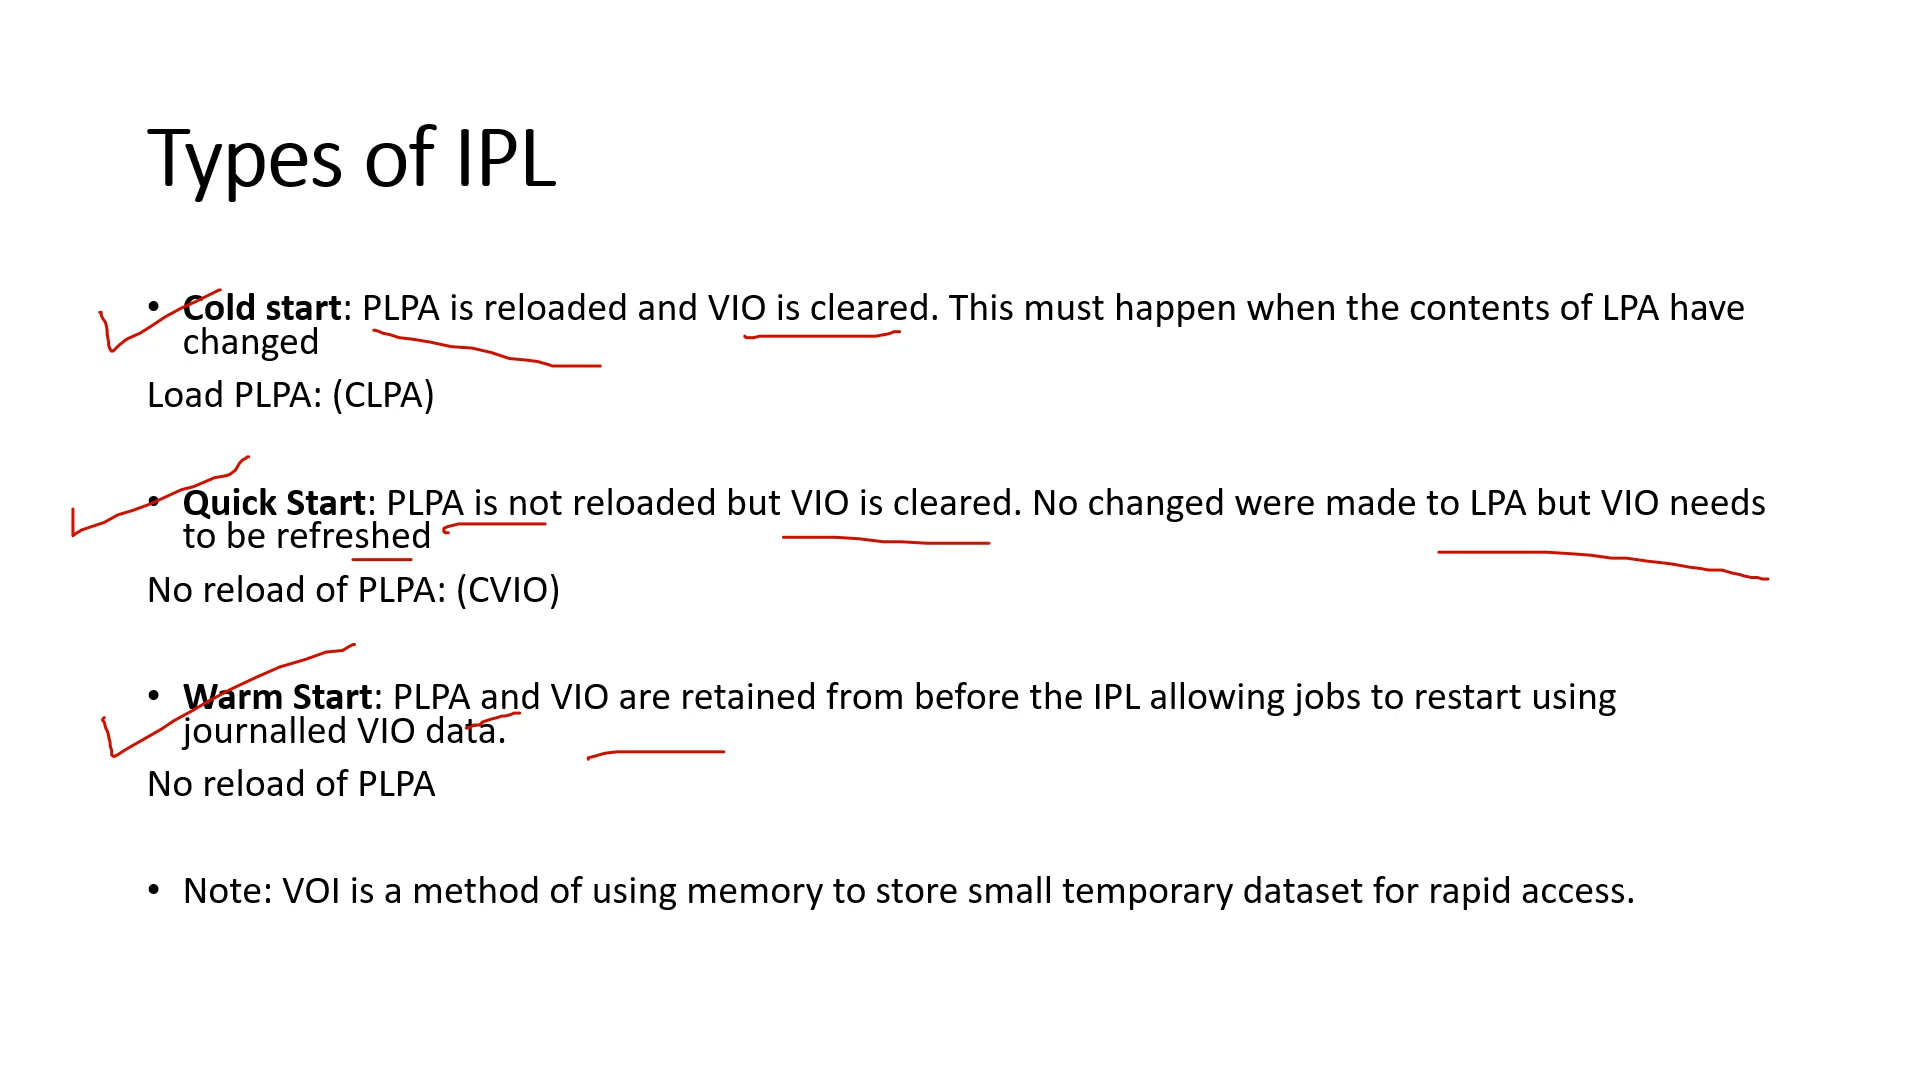 Types of IPL
• Cold start: PLPA is reloaded and VIO is cleared. This must happen when the contents of LPA have
changed
Load PLPA: (CLPA)
• Quick Start: PLPA is not reloaded but VIO is cleared. No changed were made to LPA but VIO needs
to be refreshed
No reload of PLPA: (CVIO)
• Warm Start: PLPA and VIO are retained from before the IPL allowing jobs to restart using
journalled VIO data.
No reload of PLPA
• Note: VOI is a method of using memory to store small temporary dataset for rapid access.